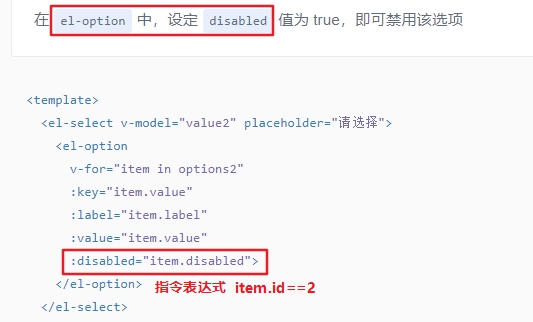 在 el-option 中，设定 disabled 值为 true，即可禁用该选项
<template>
<el-select v-model="value2" placeholder="请选择">
<el-option
v-for="item in options2"
:key="item.value"
:label="item.label"
:value="item.value"
:disabled="item.disabled">
</el-option> 指令表达式 item.id==2
</el-select>